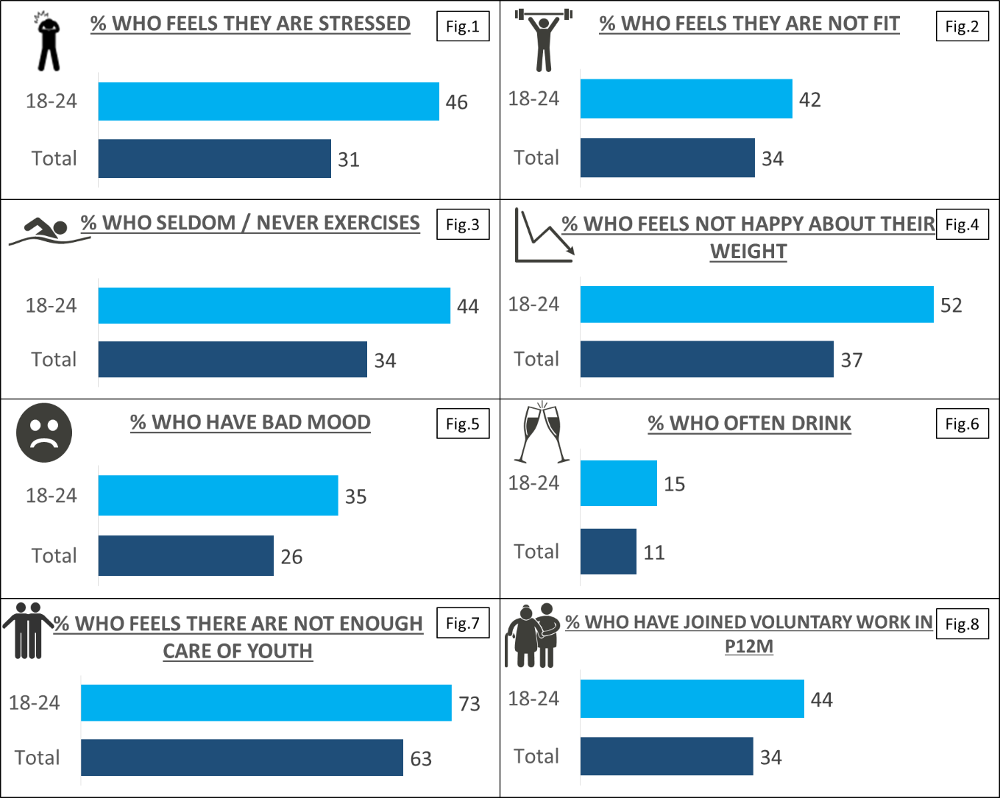 % WHO FEELS THEY ARE STRESSED
Fig.1
18-24
46
Total
31
% WHO FEELS THEY ARE NOT FIT
Fig.2
18-24
42
Total
34
% WHO SELDOM / NEVER EXERCISES
Fig.3
18-24
44
Total
34
% WHO FEELS NOT HAPPY ABOUT THEIR
WEIGHT
Fig.4
18-24
52
Total
37
% WHO HAVE BAD MOOD
Fig.5
18-24
35
Total
26
% WHO OFTEN DRINK
Fig.6
18-24
15
Total
11
% WHO FEELS THERE ARE NOT ENOUGH
CARE OF YOUTH
Fig.7
18-24
73
Total
63
% WHO HAVE JOINED VOLUNTARY WORK IN
P12M
Fig.8
18-24
44
Total
34